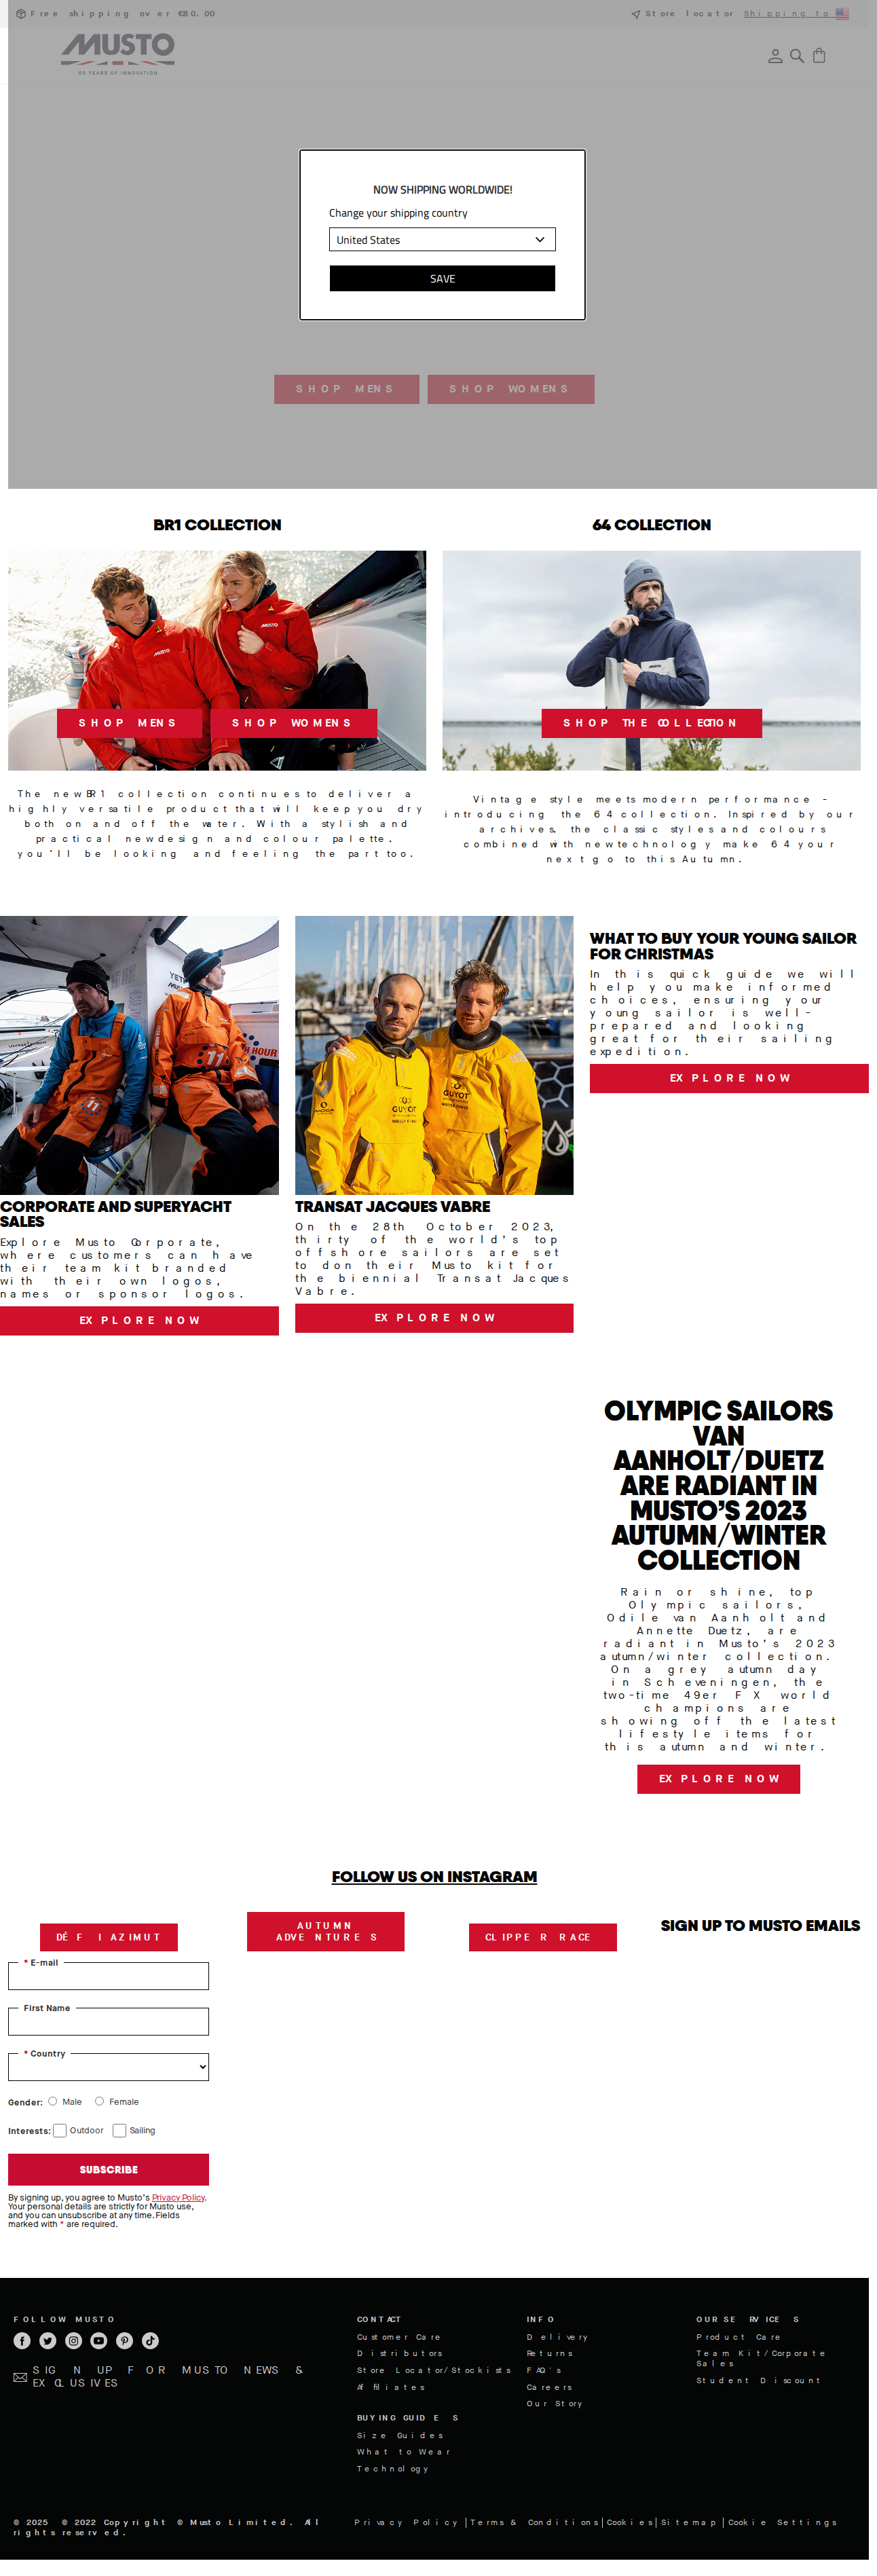 Free shipping over €80.00
Store locator Shipping to
MUSTO
60 YEARS OF INNOVATION
NOW SHIPPING WORLDWIDE!
Change your shipping country
United States
SAVE
SHOP MENS
SHOP WOMENS
BR1 COLLECTION
SHOP MENS
SHOP WOMENS
The new BR1 collection continues to deliver a
highly versatile product that will keep you dry
both on and off the water. With a stylish and
practical new design and colour palette,
you'll be looking and feeling the part too.
64 COLLECTION
MUSTO
SHOP THE COLLECTION
Vintage style meets modern performance -
introducing the 64 collection. Inspired by our
archives, the classic styles and colours
combined with new technology make 64 your
next go to this Autumn.
11
HOUR
CORPORATE AND SUPERYACHT
SALES
Explore Musto Corporate,
where customers can have
their team kit branded
with their own logos,
names or sponsor logos.
EXPLORE NOW
GUYOT
GUYOT
TRANSAT JACQUES VABRE
On the 28th October 2023,
thirty of the world's top
offshore sailors are set
to don their Musto kit for
the biennial Transat Jacques
Vabre.
EXPLORE NOW
WHAT TO BUY YOUR YOUNG SAILOR
FOR CHRISTMAS
In this quick guide we will
help you make informed
choices, ensuring your
young sailor is well-
prepared and looking
great for their sailing
expedition.
EXPLORE NOW
OLYMPIC SAILORS
VAN
AANHOLT/DUETZ
ARE RADIANT IN
MUSTO’S 2023
AUTUMN/WINTER
COLLECTION
Rain or shine, top
Olympic sailors,
Odile van Aanholt and
Annette Duetz, are
radiant in Musto’s 2023
autumn/winter collection.
On a grey autumn day
in Scheveningen, the
two-time 49er FX world
champions are
showing off the latest
lifestyle items for
this autumn and winter.
EXPLORE NOW
FOLLOW US ON INSTAGRAM
DÉFI AZIMUT
AUTUMN
ADVENTURES
CLIPPER RACE
SIGN UP TO MUSTO EMAILS
* E-mail
First Name
* Country
Gender: Male Female
Interests: Outdoor Sailing
SUBSCRIBE
By signing up, you agree to Musto's Privacy Policy.
Your personal details are strictly for Musto use,
and you can unsubscribe at any time. Fields
marked with * are required.
FOLLOW MUSTO
SIGN UP FOR MUSTO NEWS &
EXCLUSIVES
CONTACT
Customer Care
Distributors
Store Locator/Stockists
Affiliates
BUYING GUIDES
Size Guides
What to Wear
Technology
INFO
Delivery
Returns
FAQ's
Careers
Our Story
OUR SERVICES
Product Care
Team Kit/Corporate
Sales
Student Discount
© 2025 © 2022 Copyright © Musto Limited. All
rights reserved.
Privacy Policy | Terms & Conditions | Cookies | Sitemap | Cookie Settings